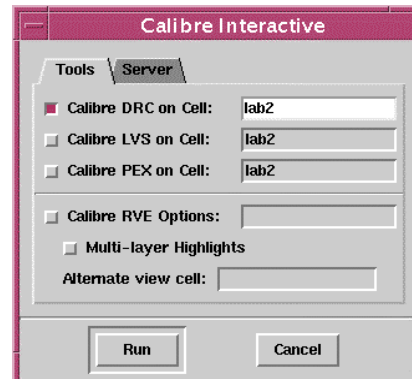 Calibre Interactive
Tools Server
Calibre DRC on Cell: lab2
Calibre LVS on Cell: lab2
Calibre PEX on Cell: lab2
Calibre RVE Options:
Multi-layer Highlights
Alternate view cell:
Run Cancel